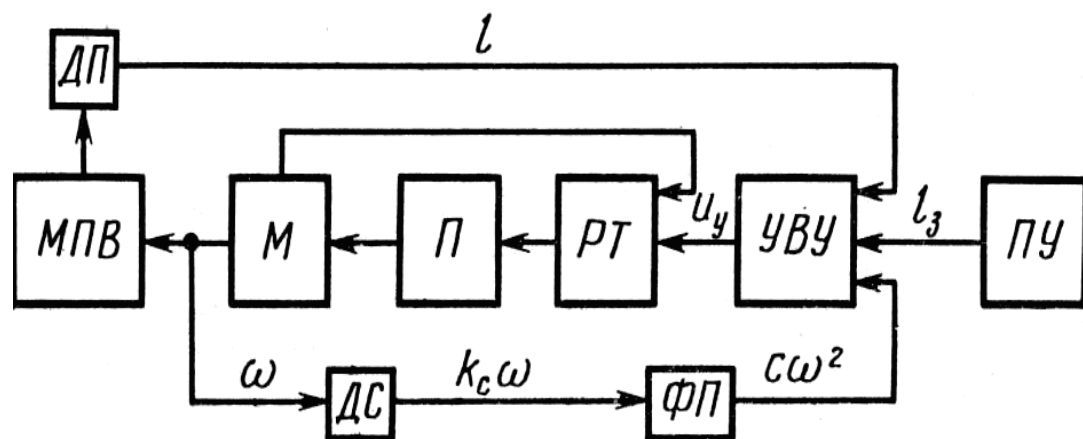 l
ДП
МПВ
М
П
РТ
u_у
УВУ
l_з
ПУ
ω
ДС
k_c ω
ФП
cω²